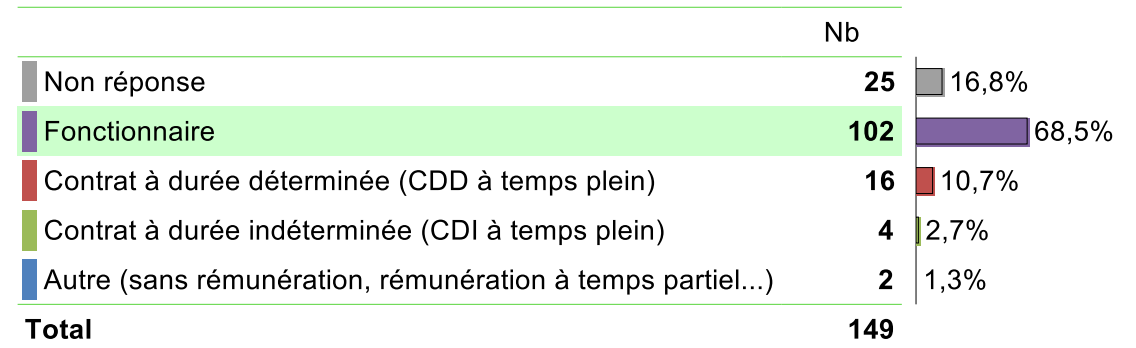 Nb
Non réponse 25 16,8%
Fonctionnaire 102 68,5%
Contrat à durée déterminée (CDD à temps plein) 16 10,7%
Contrat à durée indéterminée (CDI à temps plein) 4 2,7%
Autre (sans rémunération, rémunération à temps partiel...) 2 1,3%
Total 149